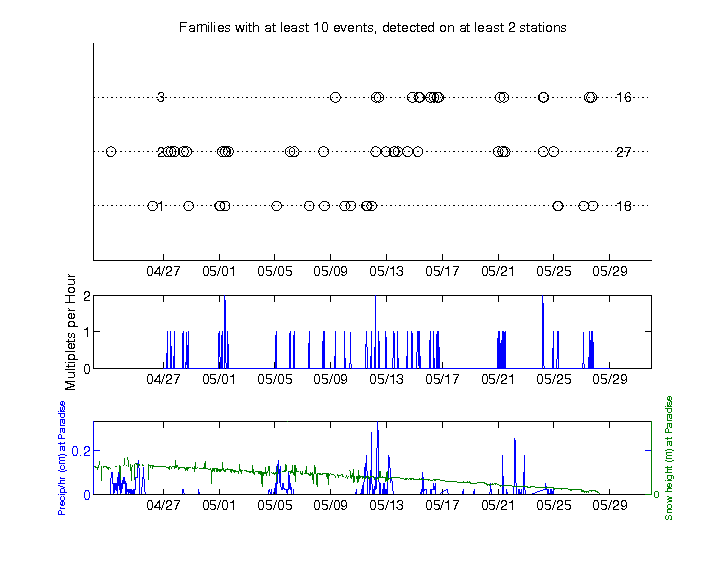 Families with at least 10 events, detected on at least 2 stations
3 16
2 27
1 18
04/27 05/01 05/05 05/09 05/13 05/17 05/21 05/25 05/29
Multiplets per Hour
2
1
0
04/27 05/01 05/05 05/09 05/13 05/17 05/21 05/25 05/29
Precip/hr (cm) at Paradise
0.2
0
Snow height (m) at Paradise
0
04/27 05/01 05/05 05/09 05/13 05/17 05/21 05/25 05/29